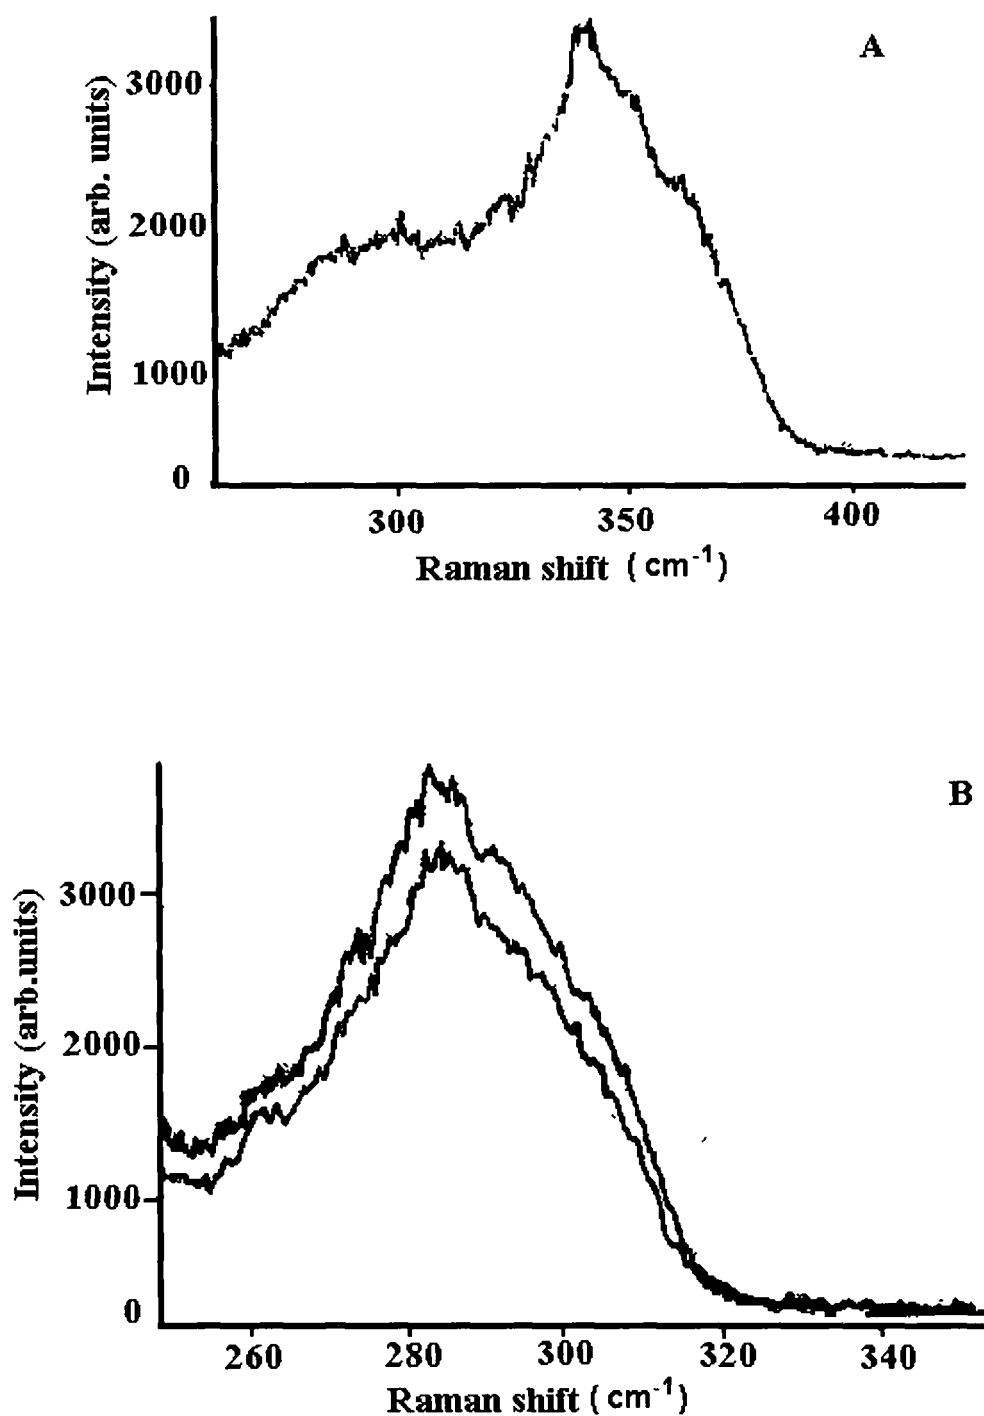 A
Intensity (arb. units)
3000
2000
1000
0
300 350 400
Raman shift (cm-1)
B
Intensity (arb.units)
3000
2000
1000
0
260 280 300 320 340
Raman shift (cm-1)